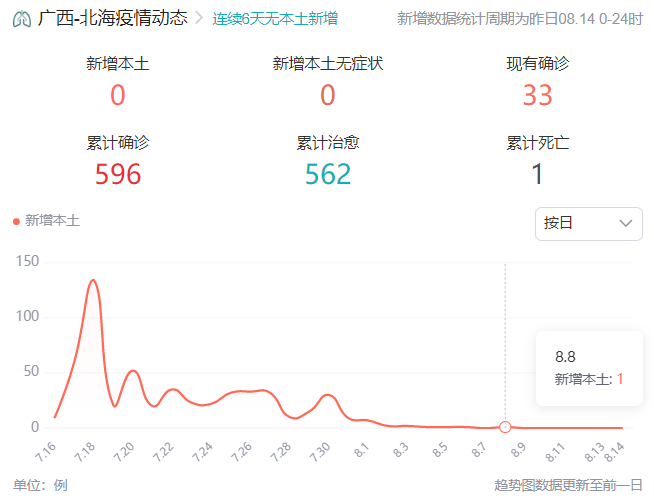 广西-北海疫情动态 连续6天无本土新增 新增数据统计周期为昨日08.14 0-24时
新增本土 新增本土无症状 现有确诊
0 0 33
累计确诊 累计治愈 累计死亡
596 562 1
新增本土 按日
150
100
50
0
8.8
新增本土: 1
7.16 7.18 7.20 7.22 7.24 7.26 7.28 7.30 8.1 8.3 8.5 8.7 8.9 8.11 8.13 8.14
单位：例 趋势图数据更新至前一日